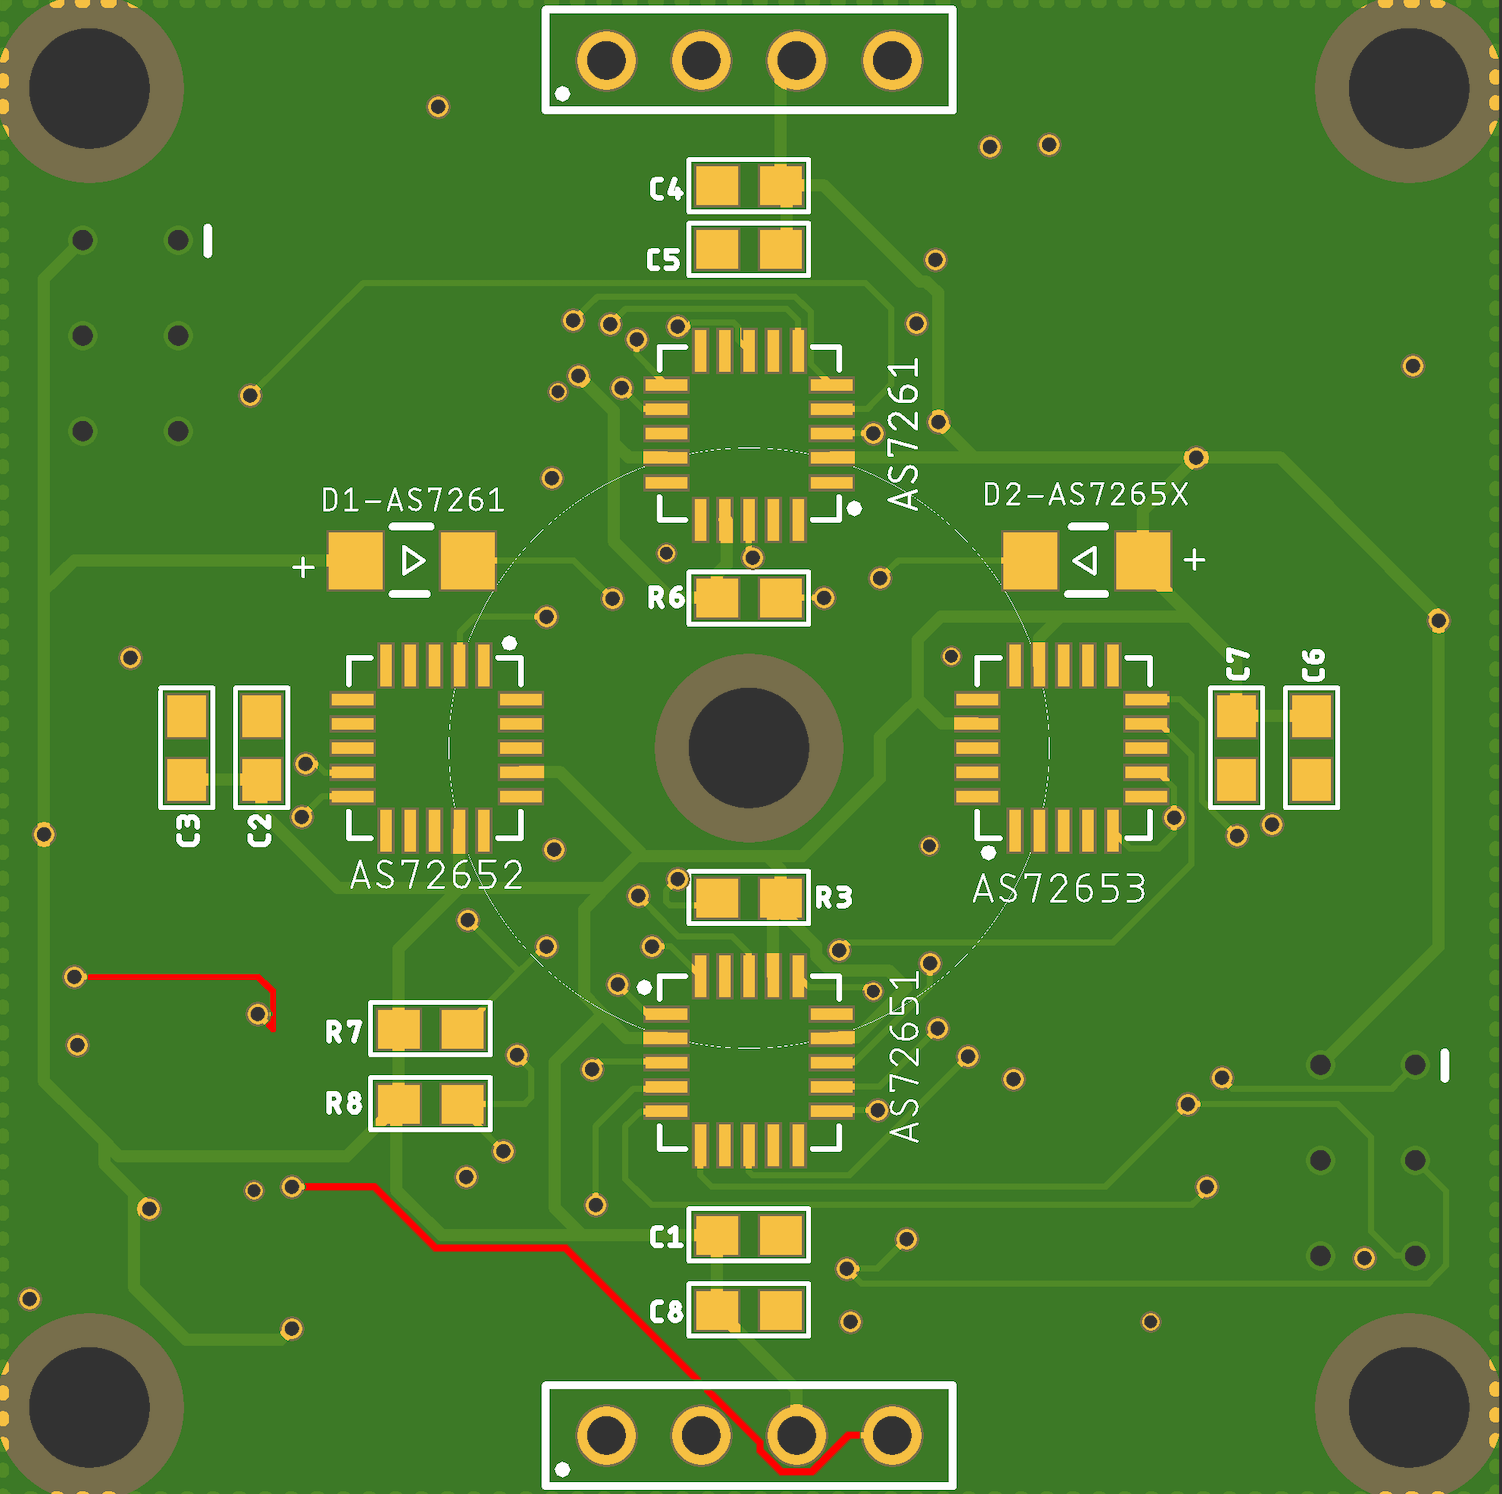 C4
C5
AS7261
D1-AS7261
D2-AS7265X
+
+
R6
C7
C6
C3
C2
AS72652
AS72653
R3
AS72651
R7
R8
C1
C8